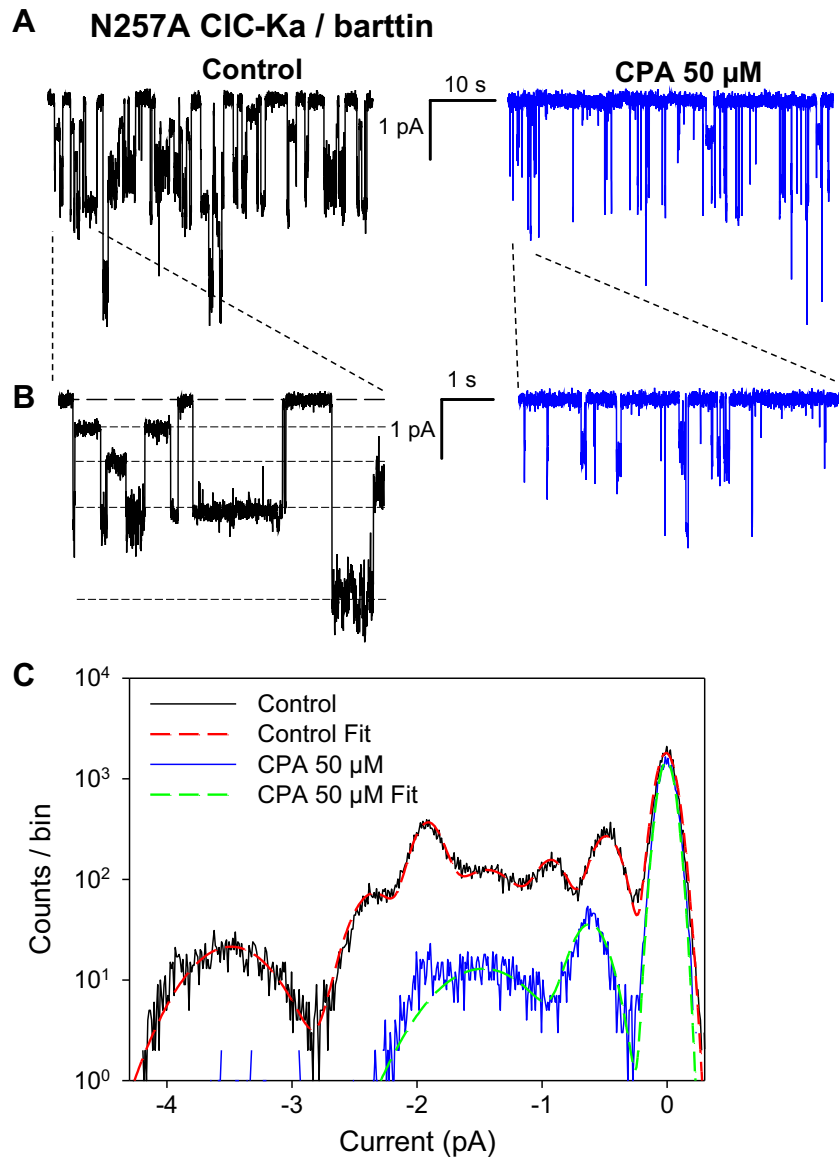 A N257A ClC-Ka / barttin
Control
10 s
CPA 50 µM
1 pA
B
1 s
1 pA
C
10⁴
Control
Control Fit
CPA 50 µM
CPA 50 µM Fit
10³
10²
10¹
10⁰
Counts / bin
-4 -3 -2 -1 0
Current (pA)